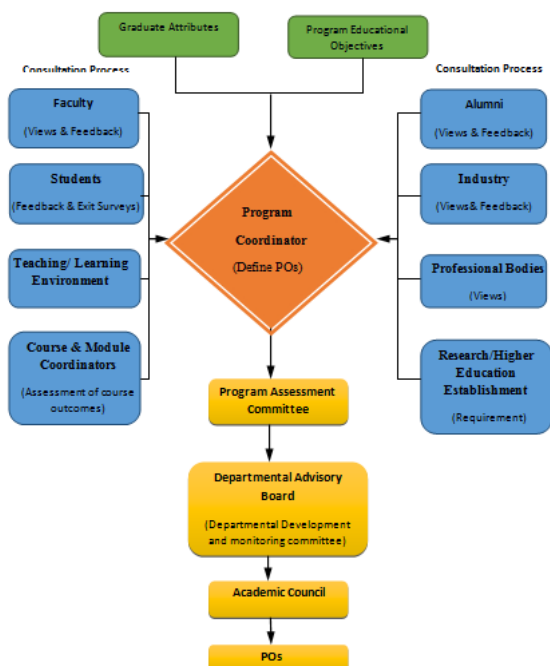 Graduate Attributes
Program Educational
Objectives
Consultation Process
Faculty
(Views & Feedback)
Students
(Feedback & Exit Surveys)
Teaching/ Learning
Environment
Course & Module
Coordinators
(Assessment of course
outcomes)
Program
Coordinator
(Define POs)
Consultation Process
Alumni
(Views & Feedback)
Industry
(Views& Feedback)
Professional Bodies
(Views)
Research/Higher
Education
Establishment
(Requirement)
Program Assessment
Committee
Departmental Advisory
Board
(Departmental Development
and monitoring committee)
Academic Council
POs